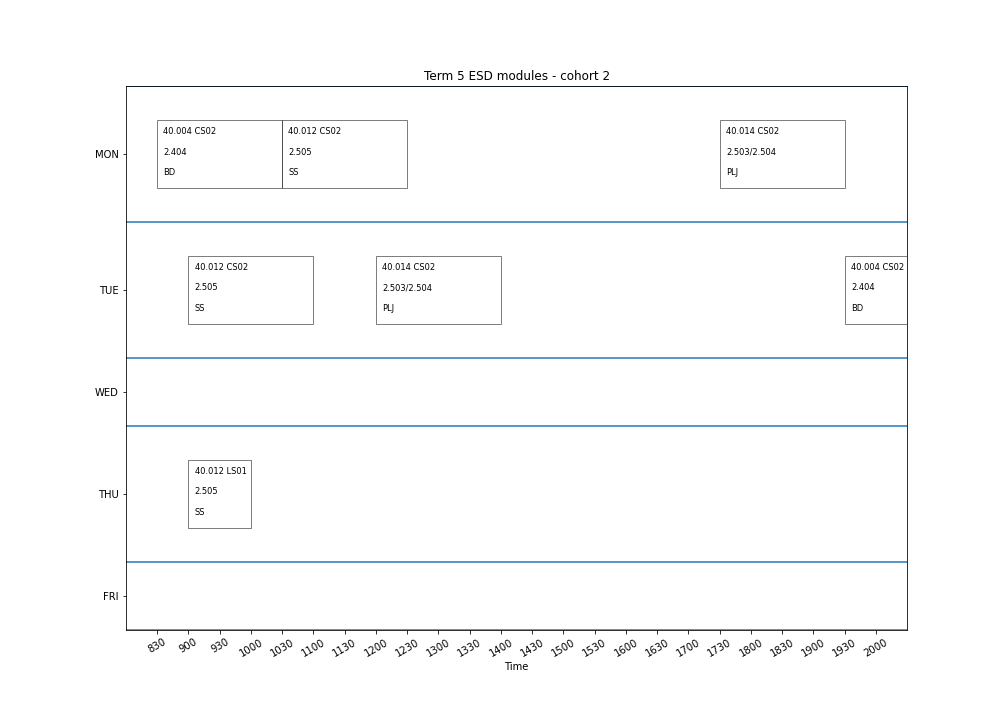 Term 5 ESD modules - cohort 2
MON
40.004 CS02
2.404
BD
40.012 CS02
2.505
SS
40.014 CS02
2.503/2.504
PLJ
TUE
40.012 CS02
2.505
SS
40.014 CS02
2.503/2.504
PLJ
40.004 CS02
2.404
BD
WED
THU
40.012 LS01
2.505
SS
FRI
830 900 930 1000 1030 1100 1130 1200 1230 1300 1330 1400 1430 1500 1530 1600 1630 1700 1730 1800 1830 1900 1930 2000
Time